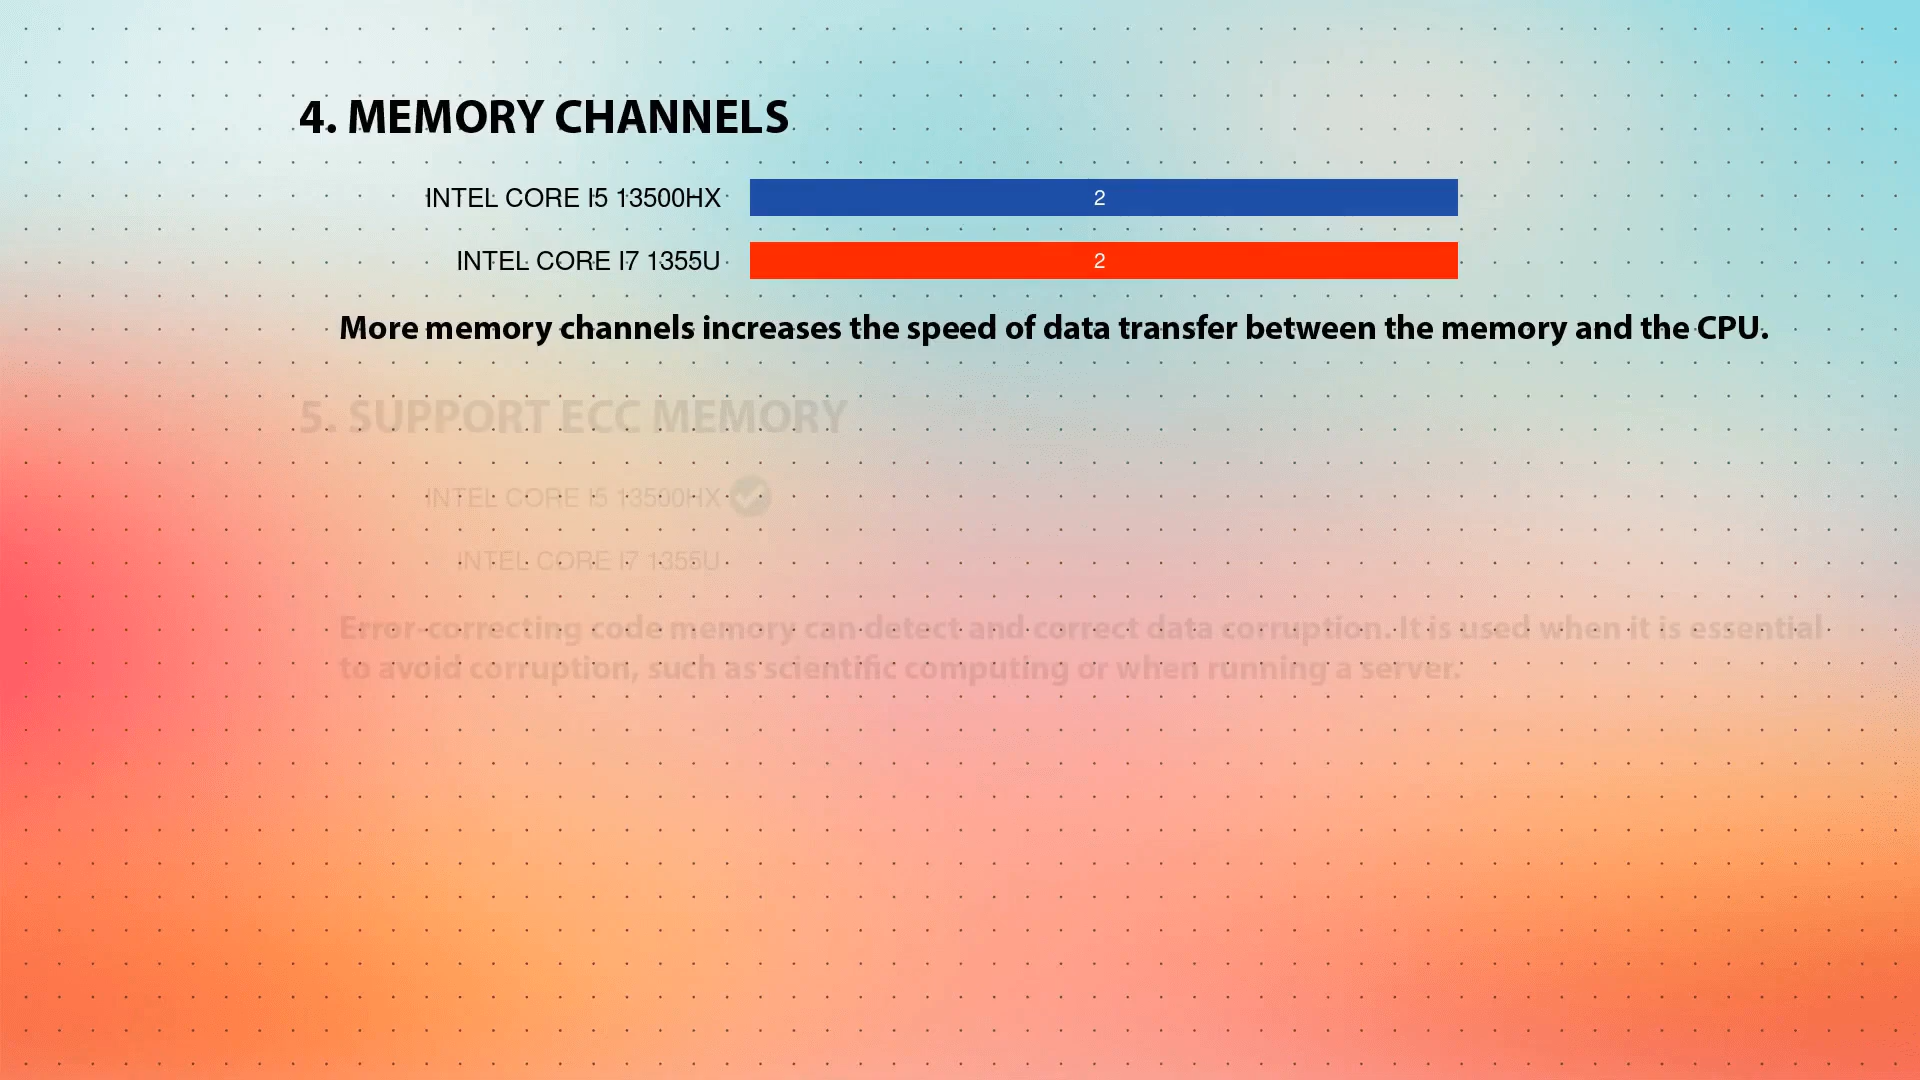 4. MEMORY CHANNELS
INTEL CORE I5 13500HX
2
INTEL CORE I7 1355U
2
More memory channels increases the speed of data transfer between the memory and the CPU.
5. SUPPORT ECC MEMORY
INTEL CORE I5 13500HX
INTEL CORE I7 1355U
Error-correcting code memory can detect and correct data corruption. It is used when it is essential
to avoid corruption, such as scientific computing or when running a server.